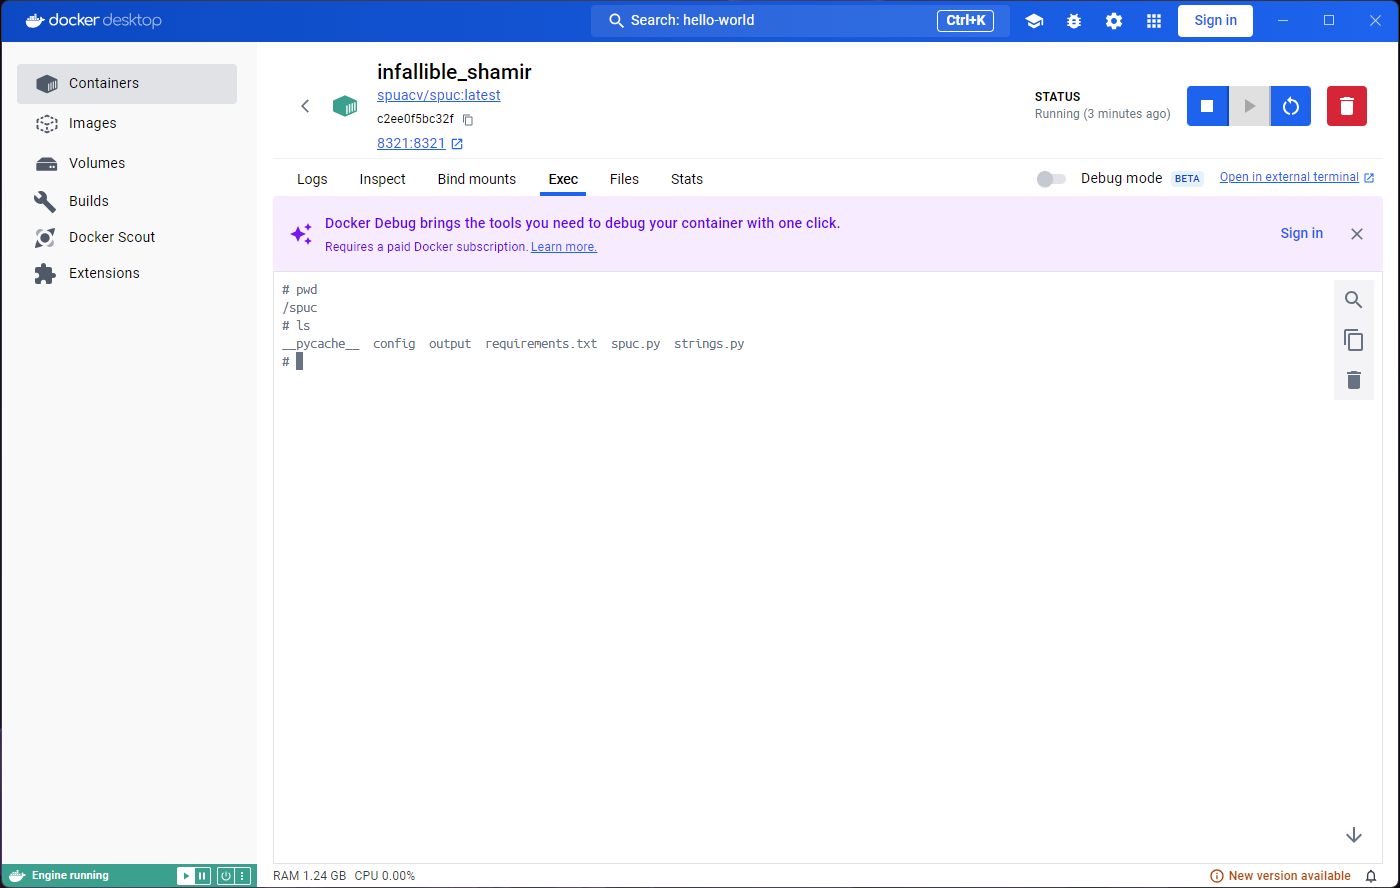 docker desktop
Search: hello-world
Ctrl+K
Sign in
Containers
Images
Volumes
Builds
Docker Scout
Extensions
infallible_shamir
spuacv/spuc:latest
c2ee0f5bc32f
8321:8321
STATUS
Running (3 minutes ago)
Logs Inspect Bind mounts Exec Files Stats
Debug mode BETA Open in external terminal
Docker Debug brings the tools you need to debug your container with one click.
Requires a paid Docker subscription. Learn more.
Sign in
# pwd
/spuc
# ls
__pycache__ config output requirements.txt spuc.py strings.py
#
Engine running
RAM 1.24 GB CPU 0.00%
New version available